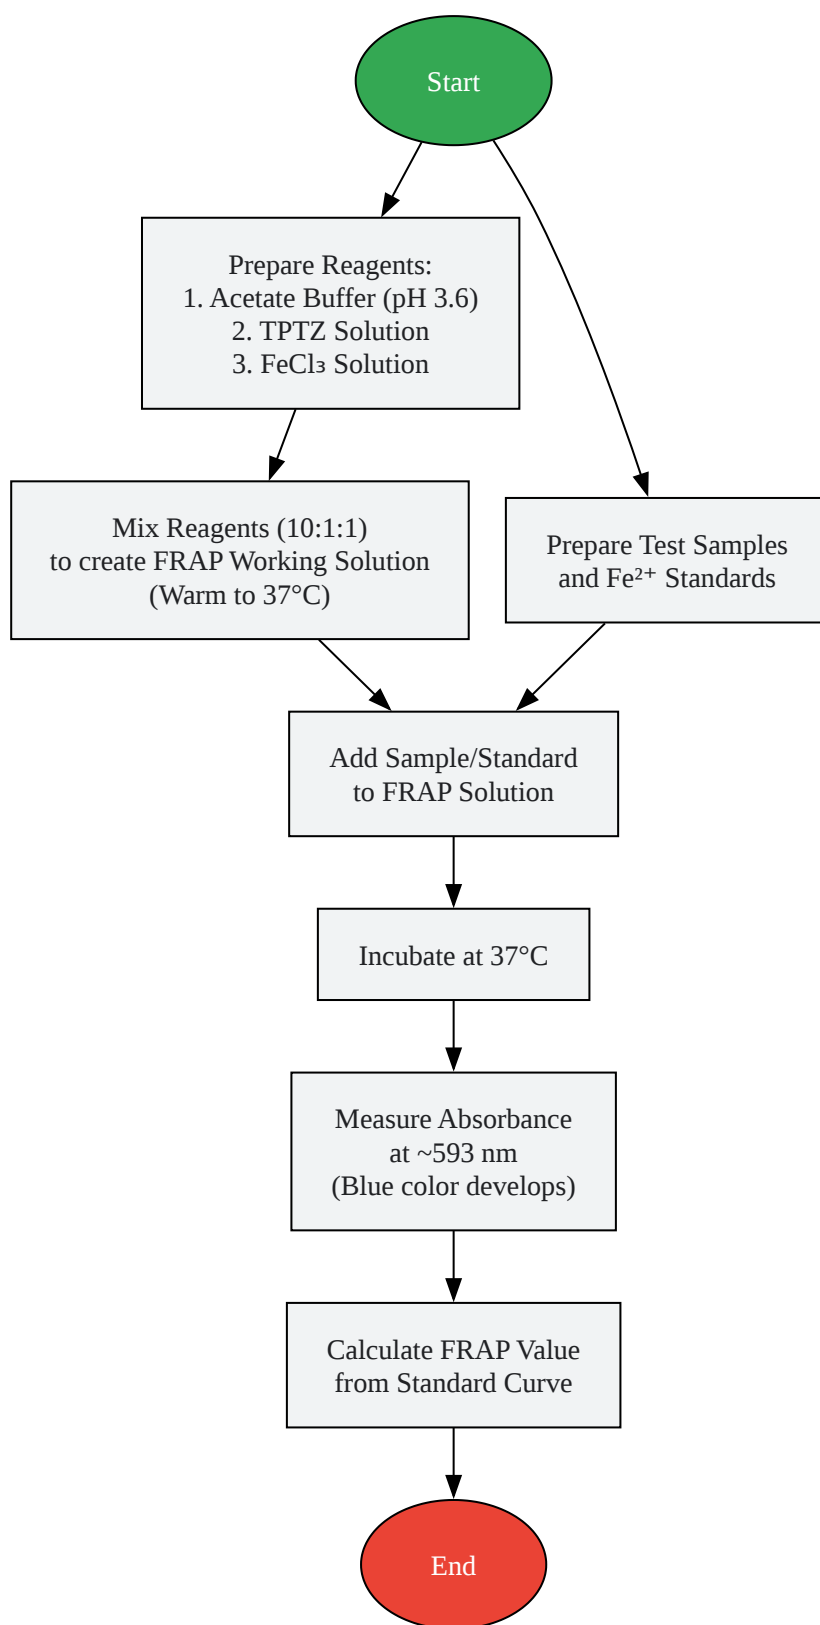 Start
Prepare Reagents:
1. Acetate Buffer (pH 3.6)
2. TPTZ Solution
3. FeCl₃ Solution
Mix Reagents (10:1:1)
to create FRAP Working Solution
(Warm to 37°C)
Prepare Test Samples
and Fe²⁺ Standards
Add Sample/Standard
to FRAP Solution
Incubate at 37°C
Measure Absorbance
at ~593 nm
(Blue color develops)
Calculate FRAP Value
from Standard Curve
End